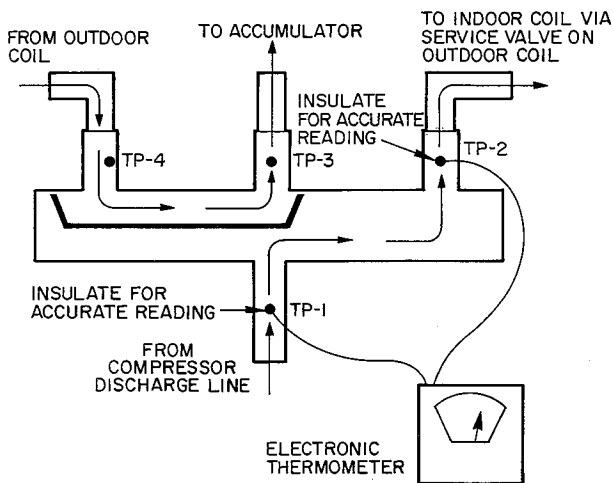 FROM OUTDOOR
COIL
TO ACCUMULATOR
TO INDOOR COIL VIA
SERVICE VALVE ON
OUTDOOR COIL
INSULATE
FOR ACCURATE
READING
TP-4
TP-3
TP-2
INSULATE FOR
ACCURATE READING
TP-1
FROM
COMPRESSOR
DISCHARGE LINE
ELECTRONIC
THERMOMETER